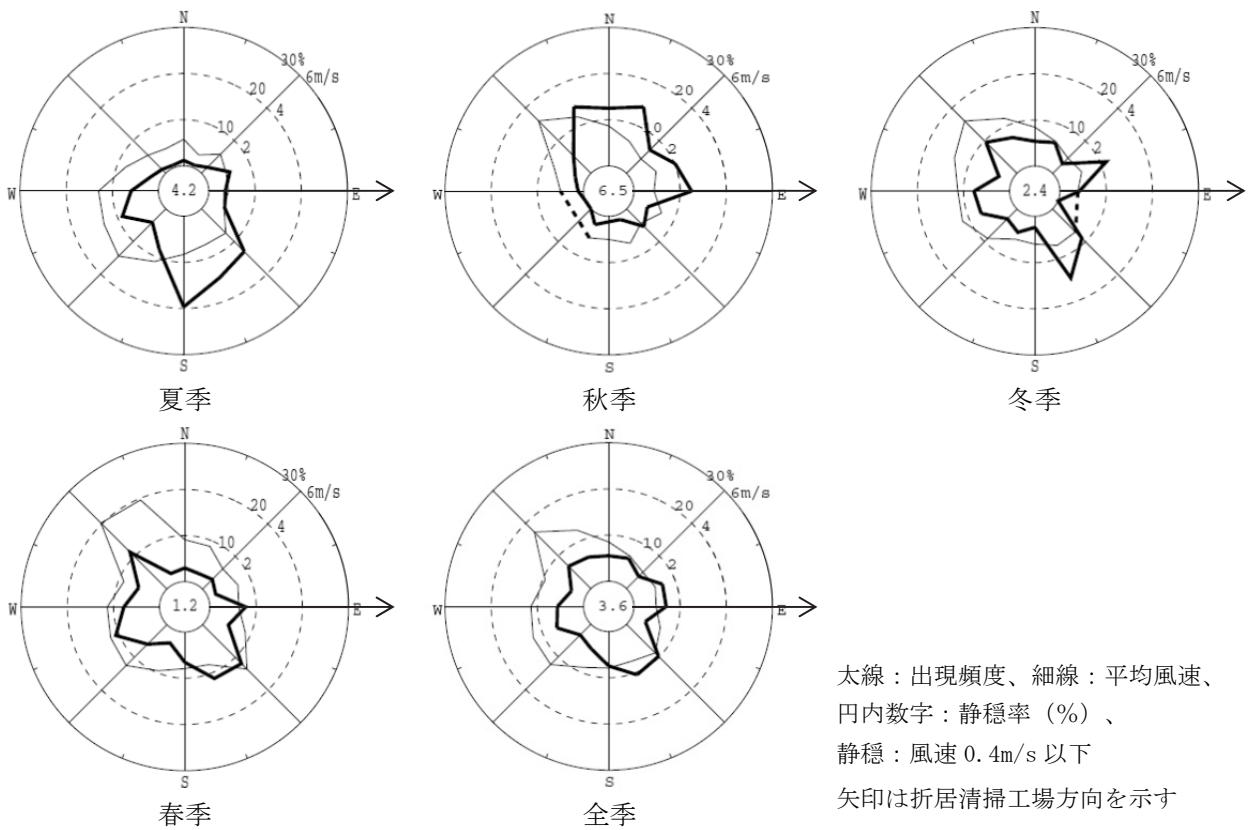 N
30%
6m/s
20
4
10
2
W
4.2
E
S
夏季
N
30%
6m/s
20
4
0
2
W
6.5
E
S
秋季
N
30%
6m/s
20
4
10
2
W
2.4
E
S
冬季
N
30%
6m/s
20
4
10
2
W
1.2
E
S
春季
N
30%
6m/s
20
4
10
2
W
3.6
E
S
全季
太線：出現頻度、細線：平均風速、
円内数字：静穏率（%）、
静穏：風速 0.4m/s 以下
矢印は折居清掃工場方向を示す